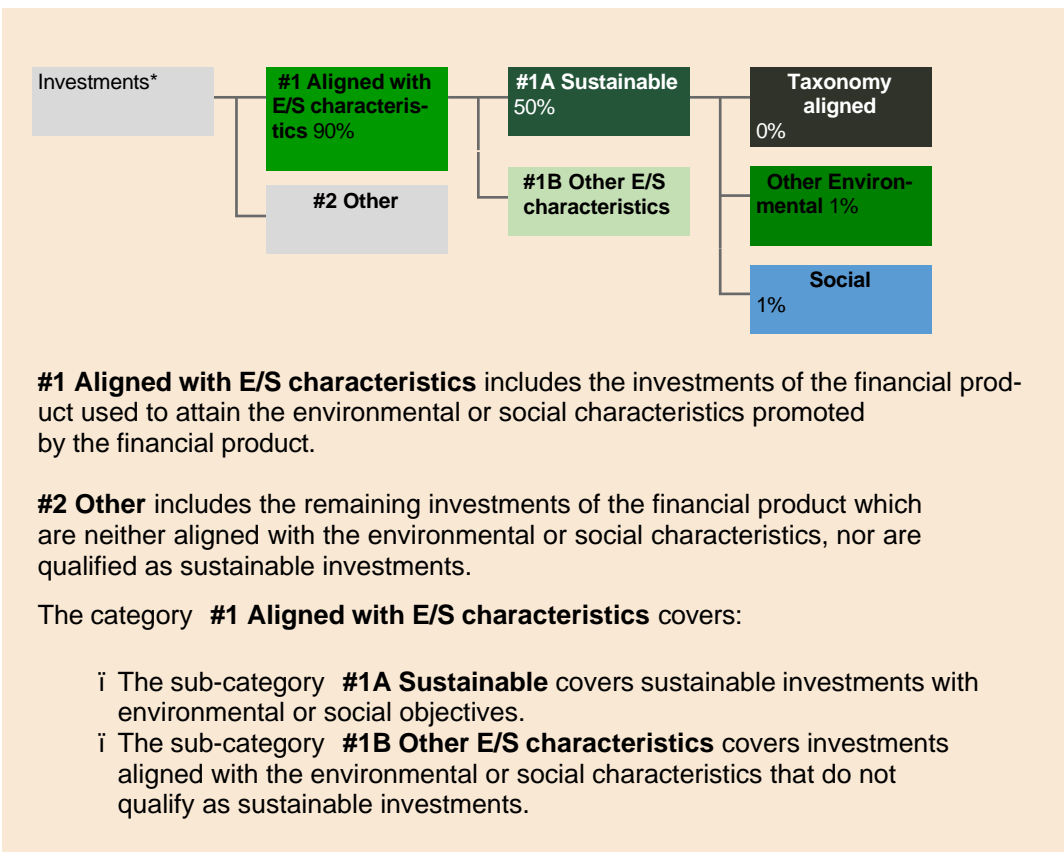 Investments*
#1 Aligned with
E/S characteris-
tics 90%
#2 Other
#1A Sustainable
50%
#1B Other E/S
characteristics
Taxonomy
aligned
0%
Other Environ-
mental 1%
Social
1%
#1 Aligned with E/S characteristics includes the investments of the financial prod-
uct used to attain the environmental or social characteristics promoted
by the financial product.
#2 Other includes the remaining investments of the financial product which
are neither aligned with the environmental or social characteristics, nor are
qualified as sustainable investments.
The category #1 Aligned with E/S characteristics covers:
ï The sub-category #1A Sustainable covers sustainable investments with
environmental or social objectives.
ï The sub-category #1B Other E/S characteristics covers investments
aligned with the environmental or social characteristics that do not
qualify as sustainable investments.